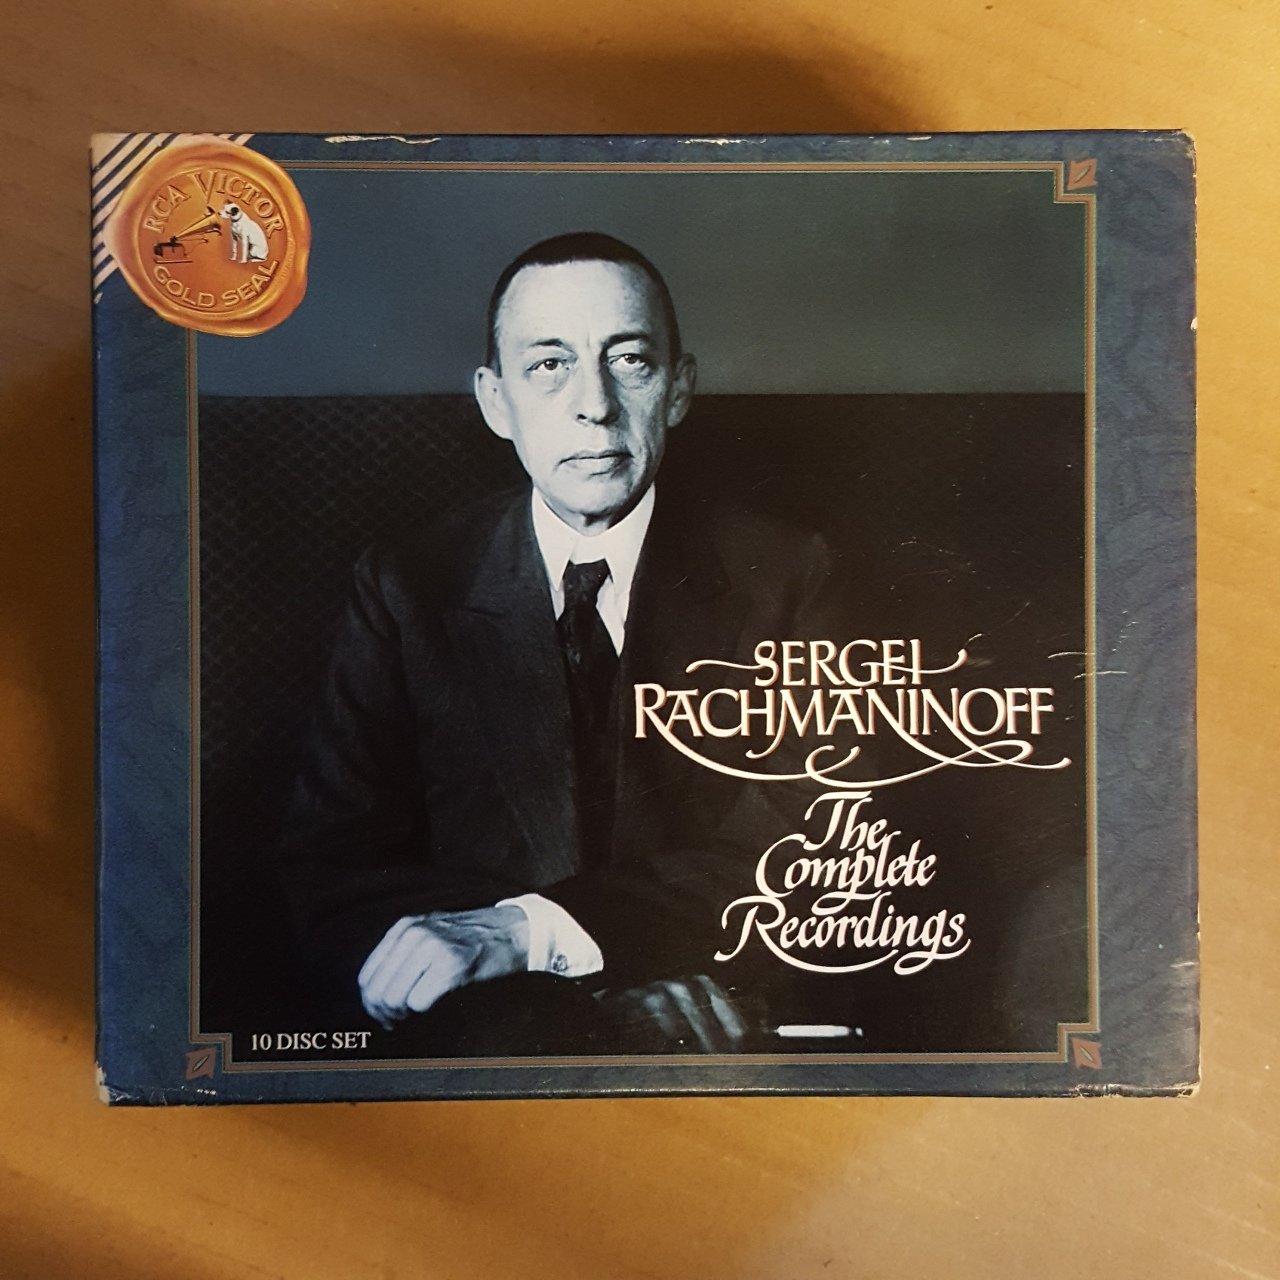 RCA VICTOR
GOLD SEAL
SERGEI
RACHMANINOFF
The
Complete
Recordings
10 DISC SET